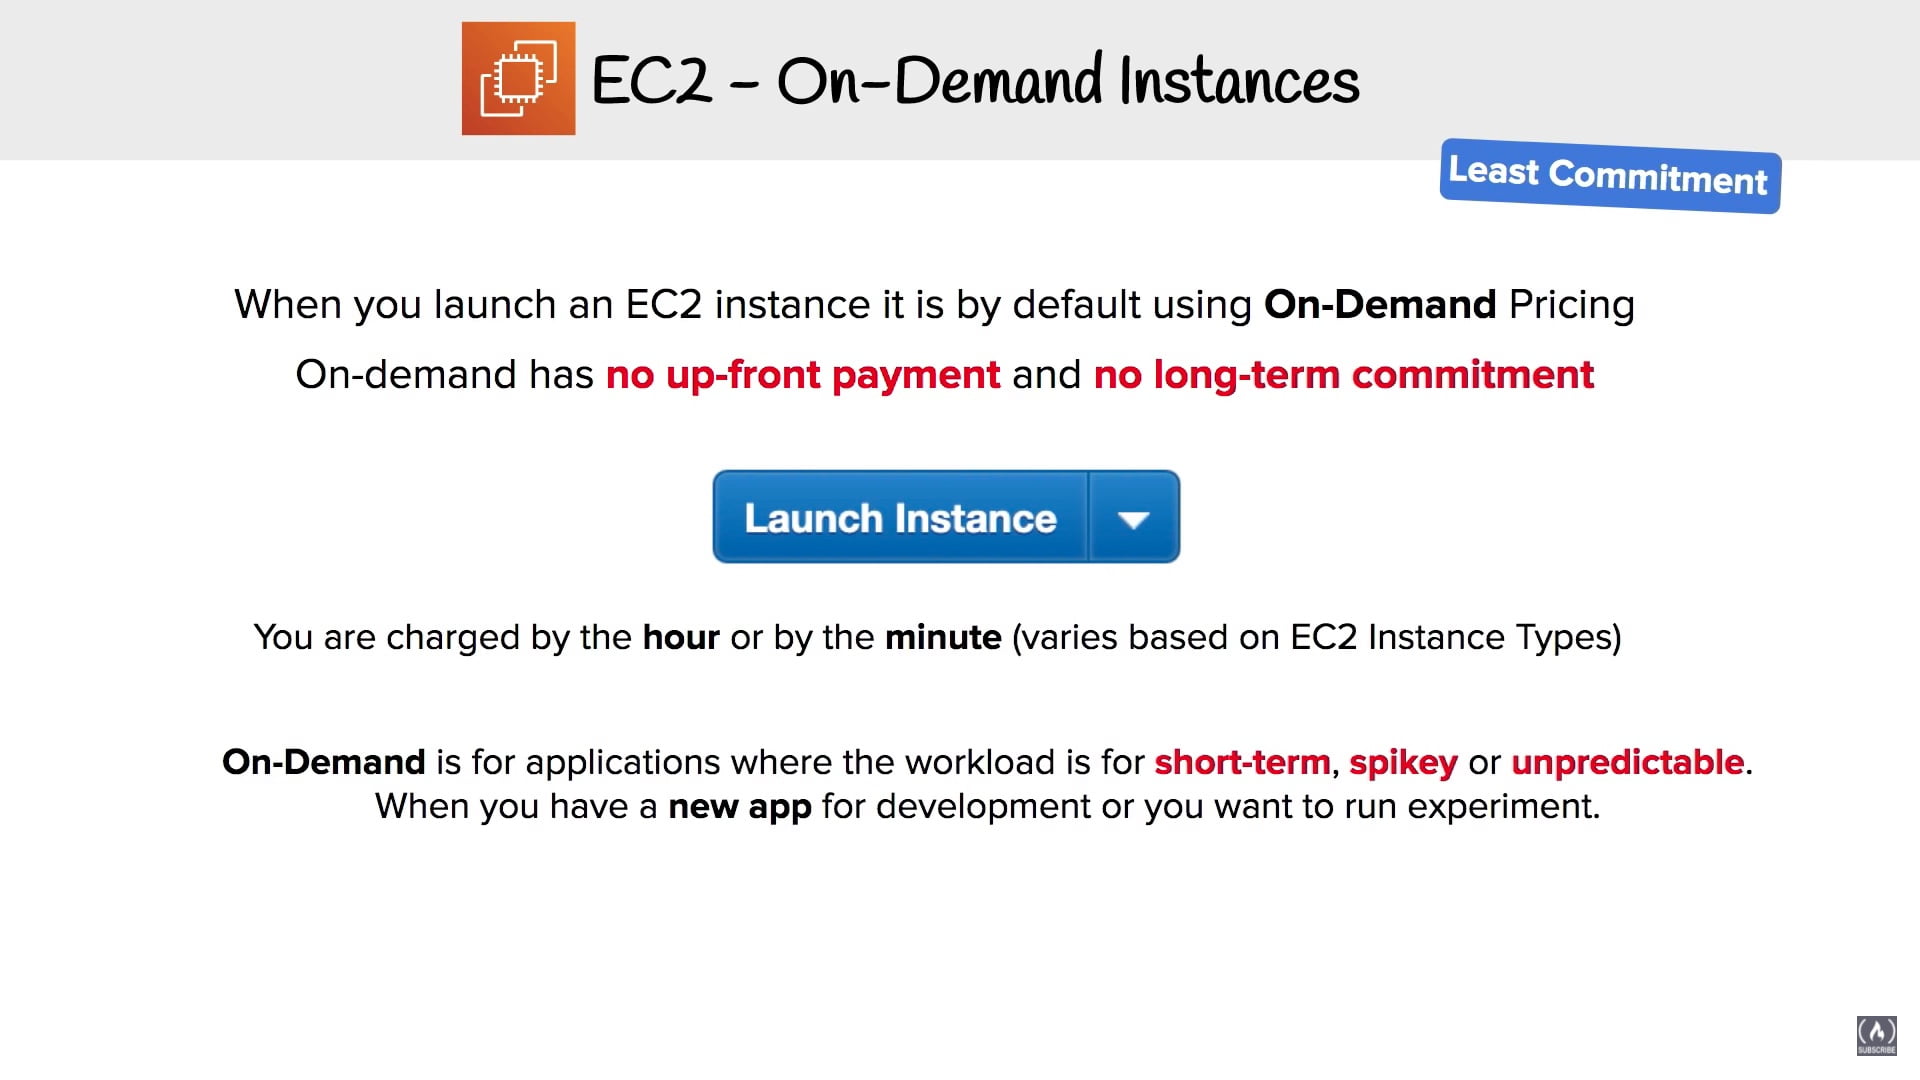 EC2 - On-Demand Instances
Least Commitment
When you launch an EC2 instance it is by default using On-Demand Pricing
On-demand has no up-front payment and no long-term commitment
Launch Instance
You are charged by the hour or by the minute (varies based on EC2 Instance Types)
On-Demand is for applications where the workload is for short-term, spikey or unpredictable.
When you have a new app for development or you want to run experiment.
SUBSCRIBE